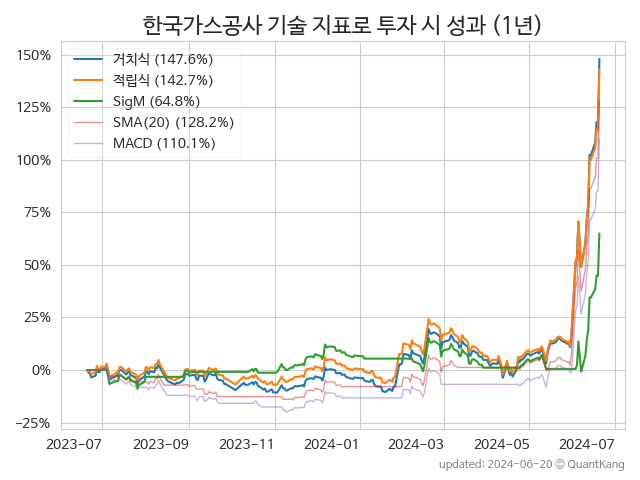 한국가스공사 기술 지표로 투자 시 성과 (1년)
150%
125%
100%
75%
50%
25%
0%
−25%
거치식 (147.6%)
적립식 (142.7%)
SigM (64.8%)
SMA(20) (128.2%)
MACD (110.1%)
2023-07 2023-09 2023-11 2024-01 2024-03 2024-05 2024-07
updated: 2024-06-20 © QuantKang